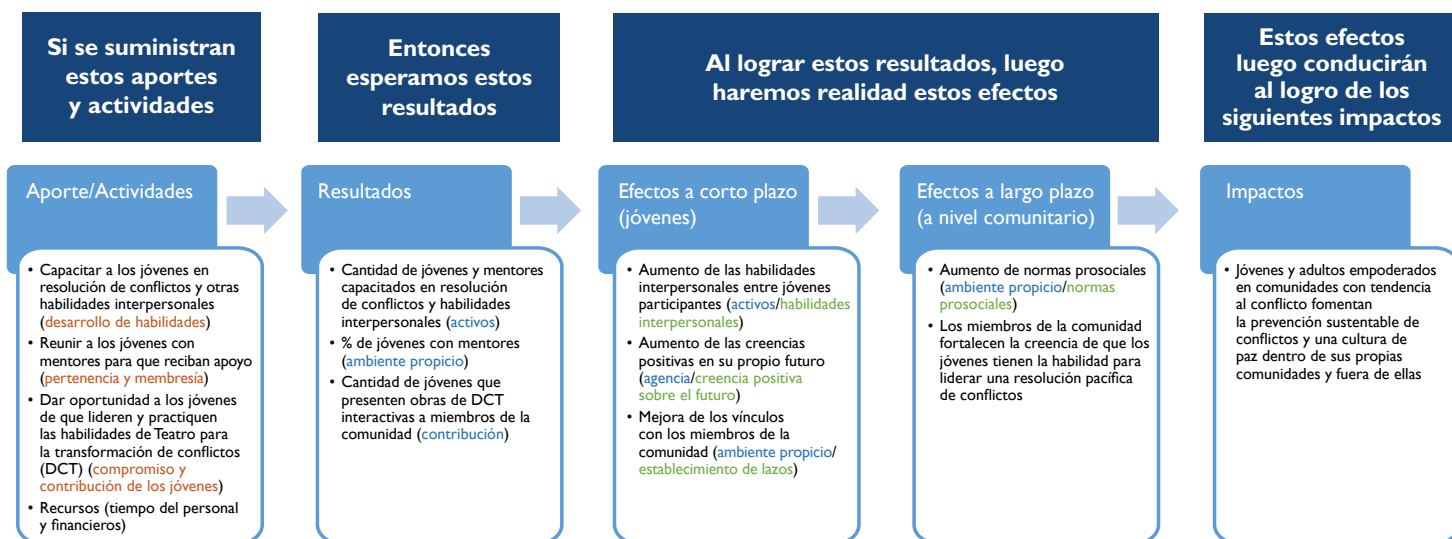 Si se suministran
estos aportes
y actividades
Entonces
esperamos estos
resultados
Al lograr estos resultados, luego
haremos realidad estos efectos
Estos efectos
luego conducirán
al logro de los
siguientes impactos
Aporte/Actividades
• Capacitar a los jóvenes en
resolución de conflictos y otras
habilidades interpersonales
(desarrollo de habilidades)
• Reunir a los jóvenes con
mentores para que reciban apoyo
(pertenencia y membresía)
• Dar oportunidad a los jóvenes
de que lideren y practiquen
las habilidades de Teatro para
la transformación de conflictos
(DCT) (compromiso y
contribución de los jóvenes)
• Recursos (tiempo del personal
y financieros)
Resultados
• Cantidad de jóvenes y mentores
capacitados en resolución
de conflictos y habilidades
interpersonales (activos)
• % de jóvenes con mentores
(ambiente propicio)
• Cantidad de jóvenes que
presenten obras de DCT
interactivas a miembros de la
comunidad (contribución)
Efectos a corto plazo
(jóvenes)
• Aumento de las habilidades
interpersonales entre jóvenes
participantes (activos/habilidades
interpersonales)
• Aumento de las creencias
positivas en su propio futuro
(agencia/creencia positiva
sobre el futuro)
• Mejora de los vínculos
con los miembros de la
comunidad (ambiente propicio/
establecimiento de lazos)
Efectos a largo plazo
(a nivel comunitario)
• Aumento de normas prosociales
(ambiente propicio/normas
prosociales)
• Los miembros de la comunidad
fortalecen la creencia de que los
jóvenes tienen la habilidad para
liderar una resolución pacífica
de conflictos
Impactos
• Jóvenes y adultos empoderados
en comunidades con tendencia
al conflicto fomentan
la prevención sustentable de
conflictos y una cultura de
paz dentro de sus propias
comunidades y fuera de ellas